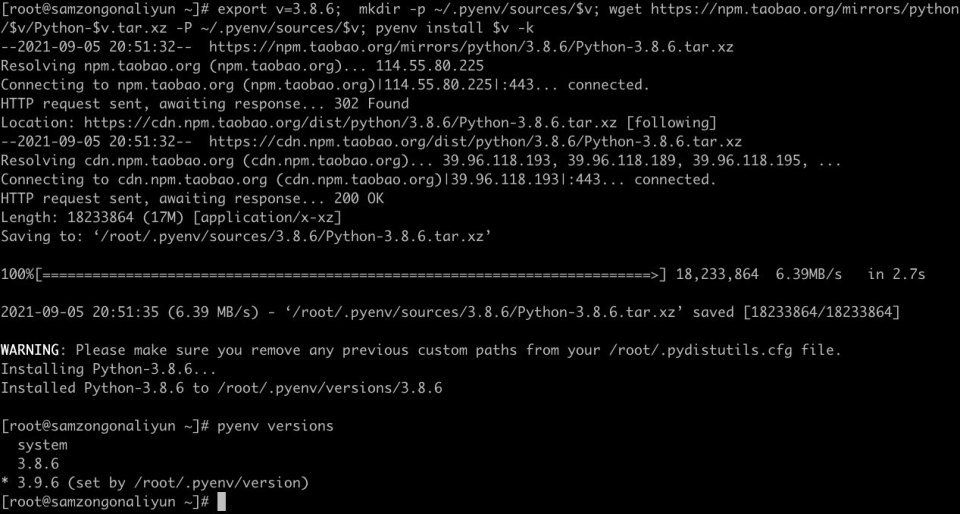 [root@samzongonaliyun ~]# export v=3.8.6;  mkdir -p ~/.pyenv/sources/$v; wget https://npm.taobao.org/mirrors/python
/$v/Python-$v.tar.xz -P ~/.pyenv/sources/$v; pyenv install $v -k
--2021-09-05 20:51:32--  https://npm.taobao.org/mirrors/python/3.8.6/Python-3.8.6.tar.xz
Resolving npm.taobao.org (npm.taobao.org)... 114.55.80.225
Connecting to npm.taobao.org (npm.taobao.org)|114.55.80.225|:443... connected.
HTTP request sent, awaiting response... 302 Found
Location: https://cdn.npm.taobao.org/dist/python/3.8.6/Python-3.8.6.tar.xz [following]
--2021-09-05 20:51:32--  https://cdn.npm.taobao.org/dist/python/3.8.6/Python-3.8.6.tar.xz
Resolving cdn.npm.taobao.org (cdn.npm.taobao.org)... 39.96.118.193, 39.96.118.189, 39.96.118.195, ...
Connecting to cdn.npm.taobao.org (cdn.npm.taobao.org)|39.96.118.193|:443... connected.
HTTP request sent, awaiting response... 200 OK
Length: 18233864 (17M) [application/x-xz]
Saving to: ‘/root/.pyenv/sources/3.8.6/Python-3.8.6.tar.xz’
100%[=========================================================================>] 18,233,864  6.39MB/s   in 2.7s
2021-09-05 20:51:35 (6.39 MB/s) - ‘/root/.pyenv/sources/3.8.6/Python-3.8.6.tar.xz’ saved [18233864/18233864]
WARNING: Please make sure you remove any previous custom paths from your /root/.pydistutils.cfg file.
Installing Python-3.8.6...
Installed Python-3.8.6 to /root/.pyenv/versions/3.8.6
[root@samzongonaliyun ~]# pyenv versions
  system
  3.8.6
* 3.9.6 (set by /root/.pyenv/version)
[root@samzongonaliyun ~]#